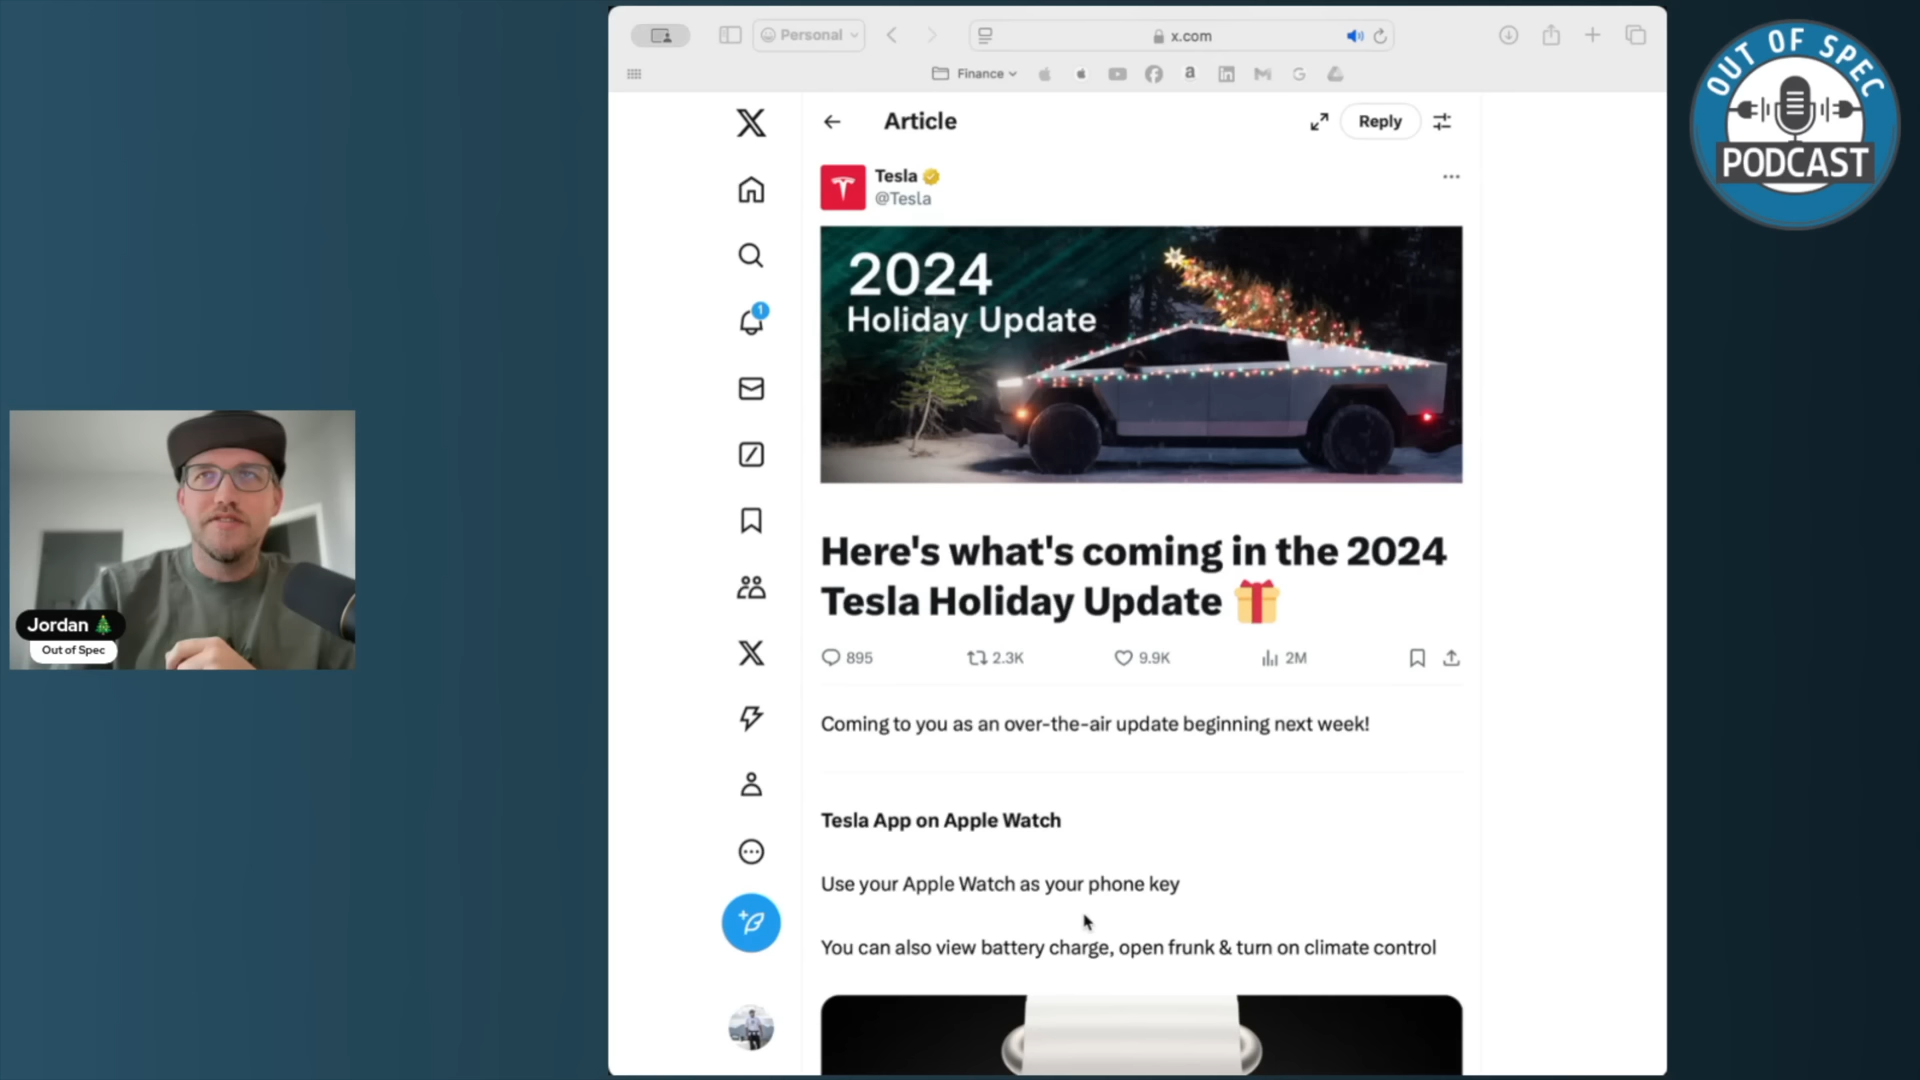 Personal
x.com
Finance
a
G
OUT OF SPEC
PODCAST
Article
Reply
Tesla
@Tesla
2024
Holiday Update
1
Here's what's coming in the 2024
Tesla Holiday Update 🎁
895
2.3K
9.9K
2M
Coming to you as an over-the-air update beginning next week!
Tesla App on Apple Watch
Use your Apple Watch as your phone key
You can also view battery charge, open frunk & turn on climate control
Jordan 🎄
Out of Spec